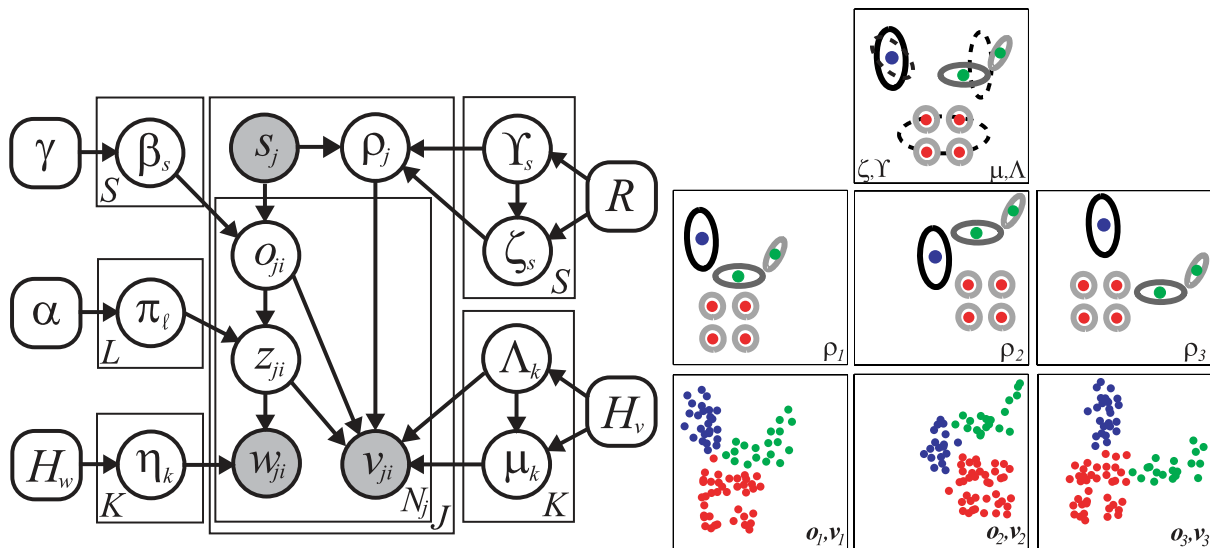 γ
β_s
S
s_j
ρ_j
ϒ_s
R
o_ji
ζ_s
S
α
π_ℓ
L
z_ji
Λ_k
H_v
H_w
η_k
K
w_ji
v_ji
N_j
J
μ_k
K
ζ,ϒ μ,Λ
ρ_1 ρ_2 ρ_3
o_1,v_1 o_2,v_2 o_3,v_3